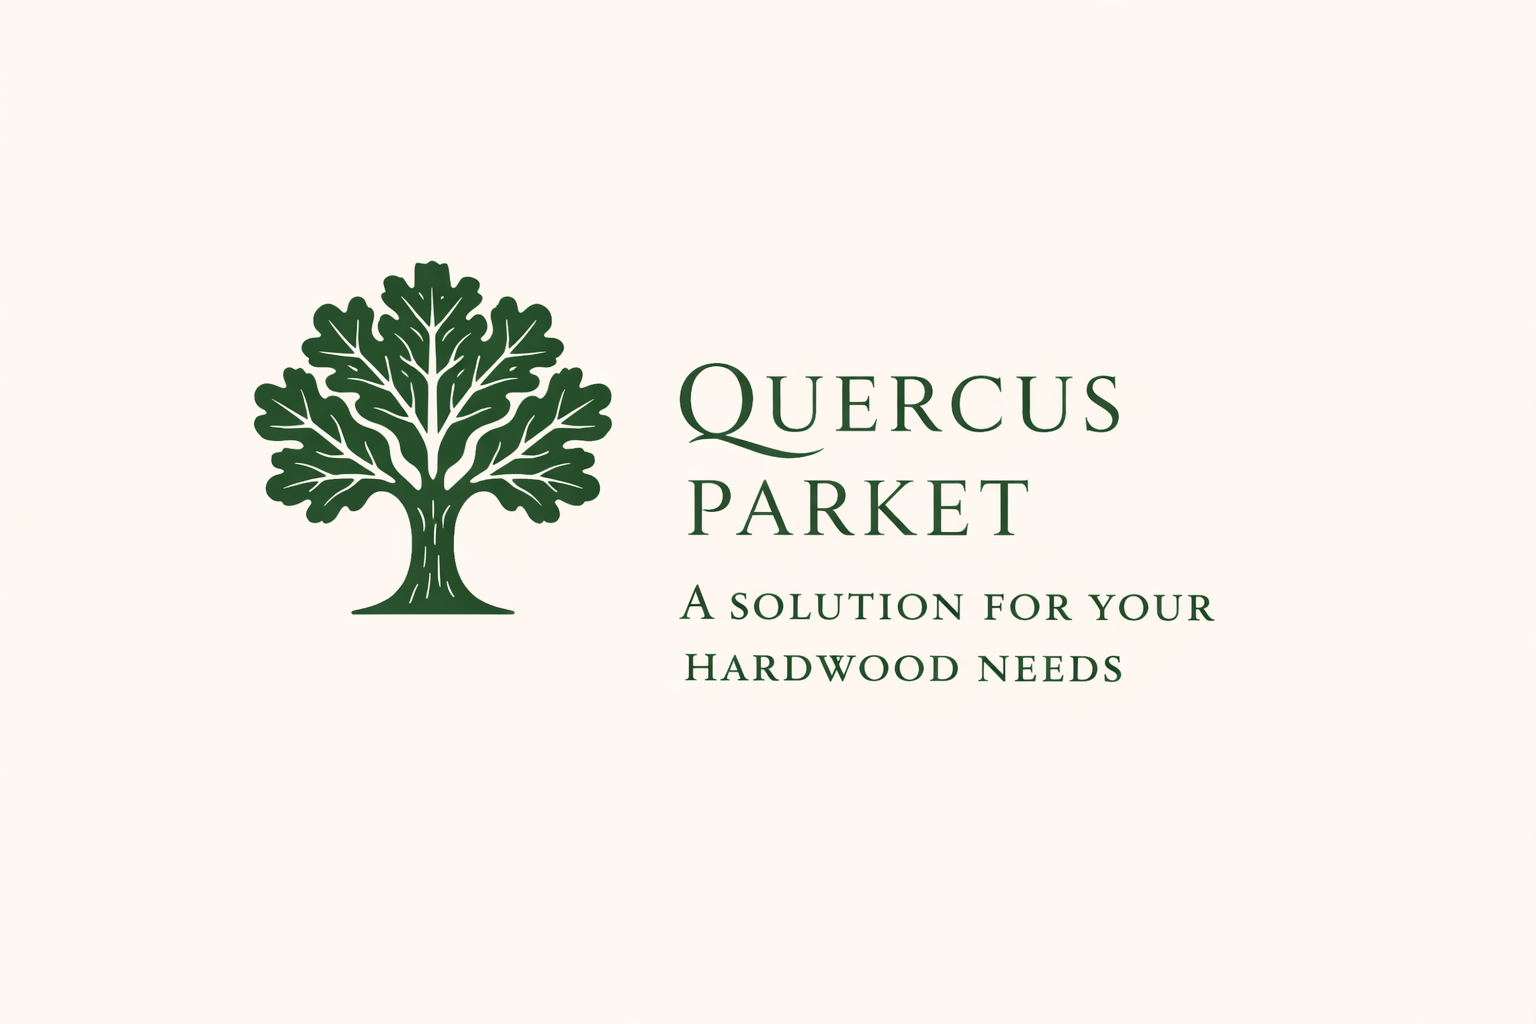 Quercus
parket
A solution for your
hardwood needs